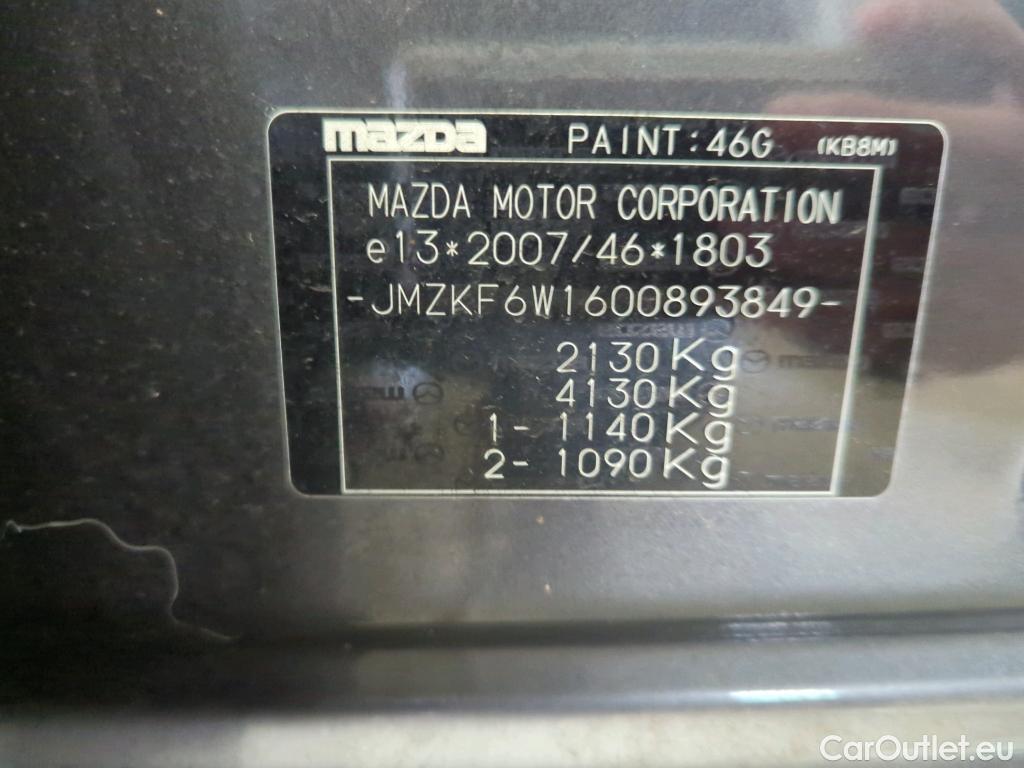 mazda PAINT: 46G (KB8M)
MAZDA MOTOR CORPORATION
e13*2007/46*1803
-JMZKF6W1600893849-
2130Kg
4130Kg
1- 1140Kg
2- 1090Kg
CarOutlet.eu